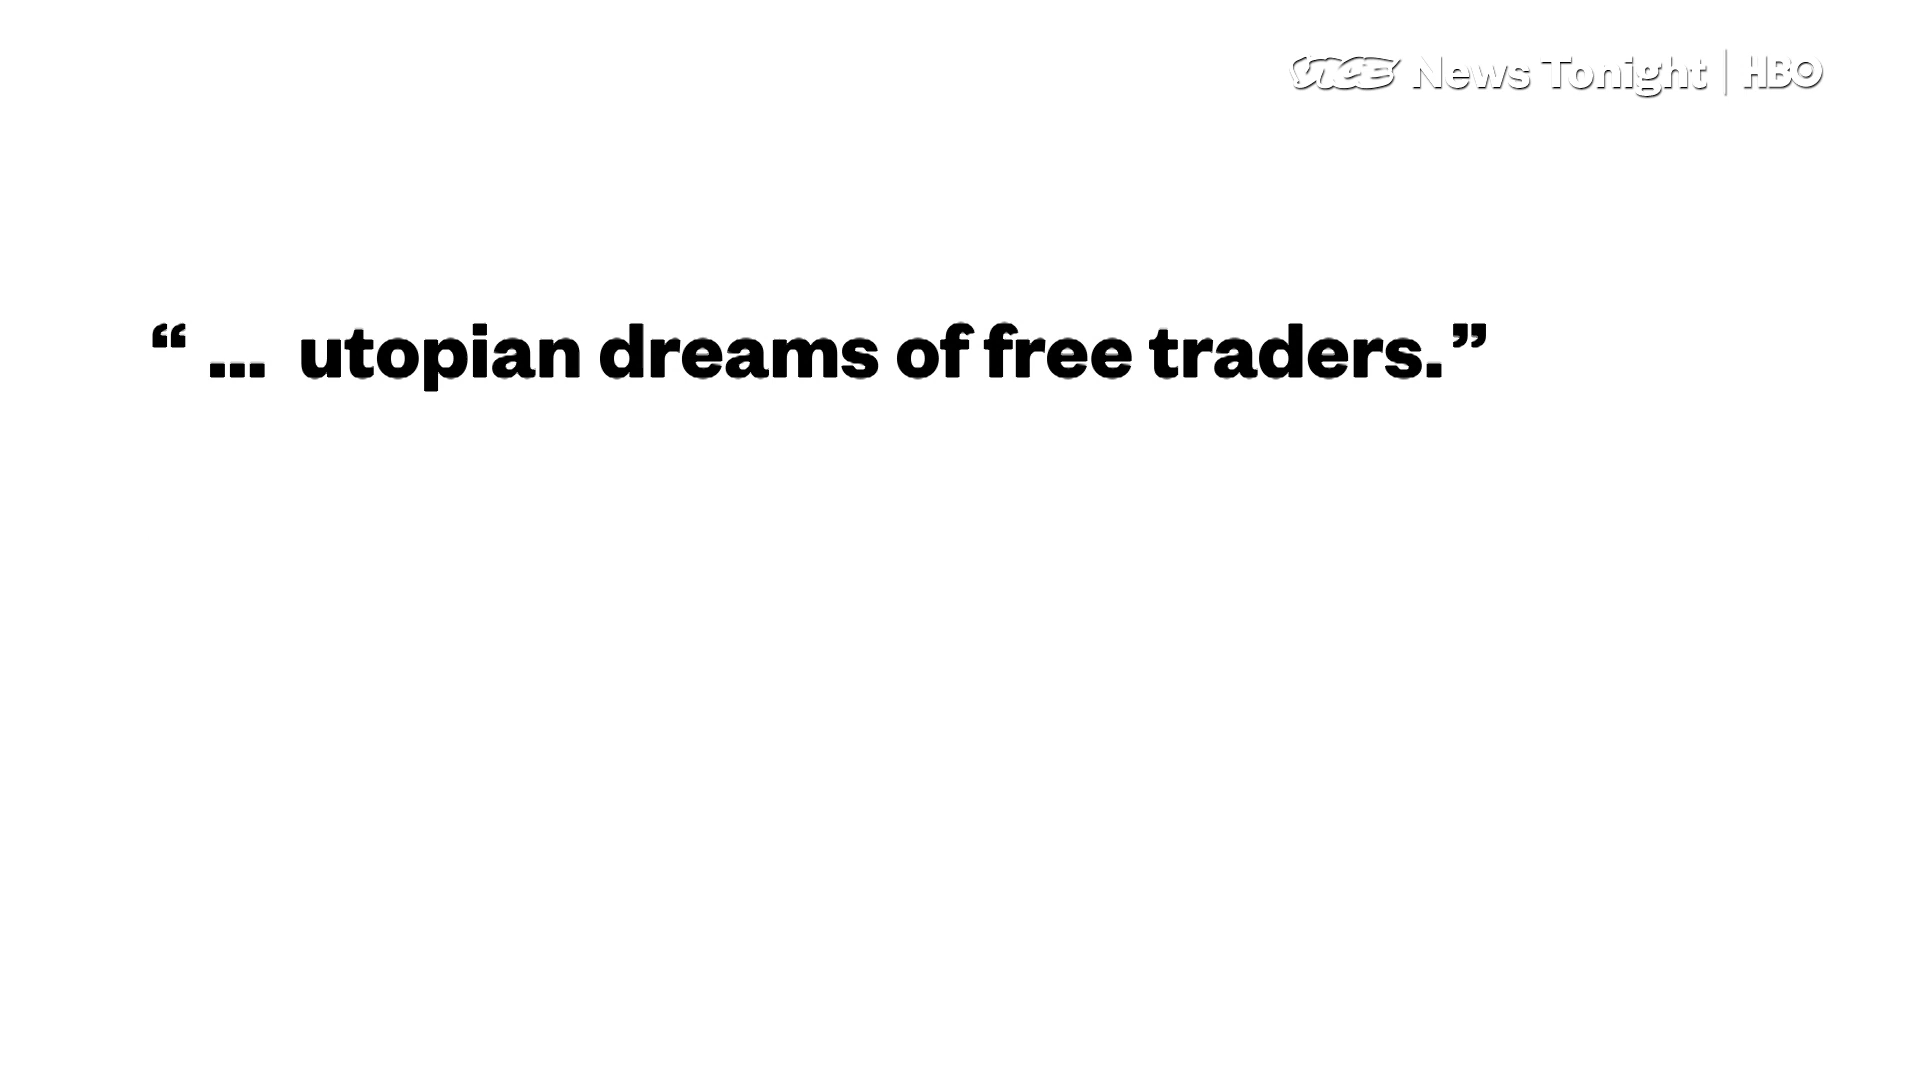 VICE News Tonight | HBO
“ ... utopian dreams of free traders.”